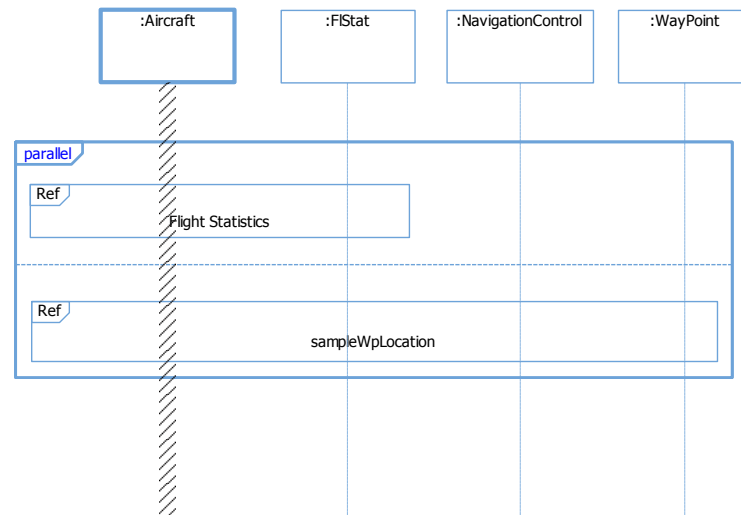 :Aircraft
:FlStat
:NavigationControl
:WayPoint
parallel
Ref
Flight Statistics
Ref
sampleWpLocation